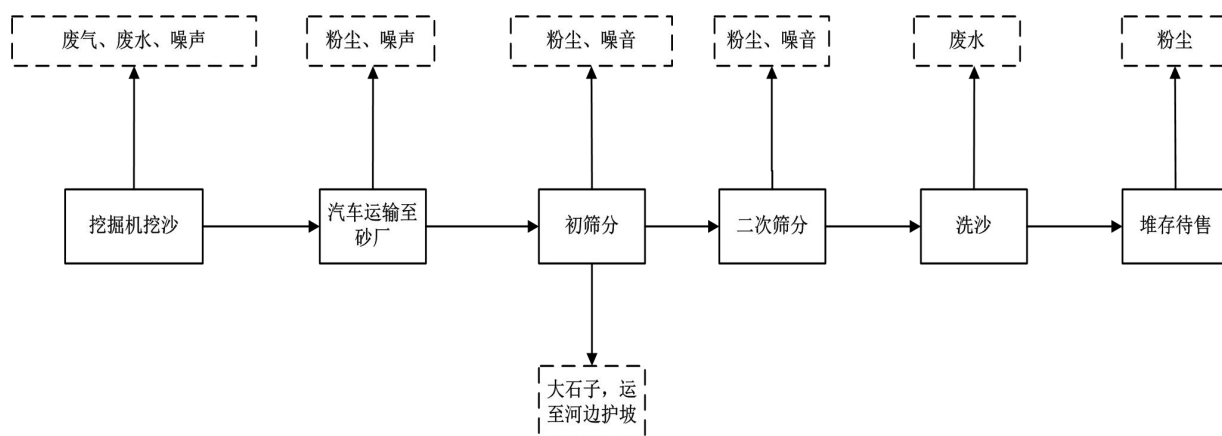 废气、废水、噪声
粉尘、噪声
粉尘、噪音
粉尘、噪音
废水
粉尘
挖掘机挖沙
汽车运输至
砂厂
初筛分
二次筛分
洗沙
堆存待售
大石子，运
至河边护坡